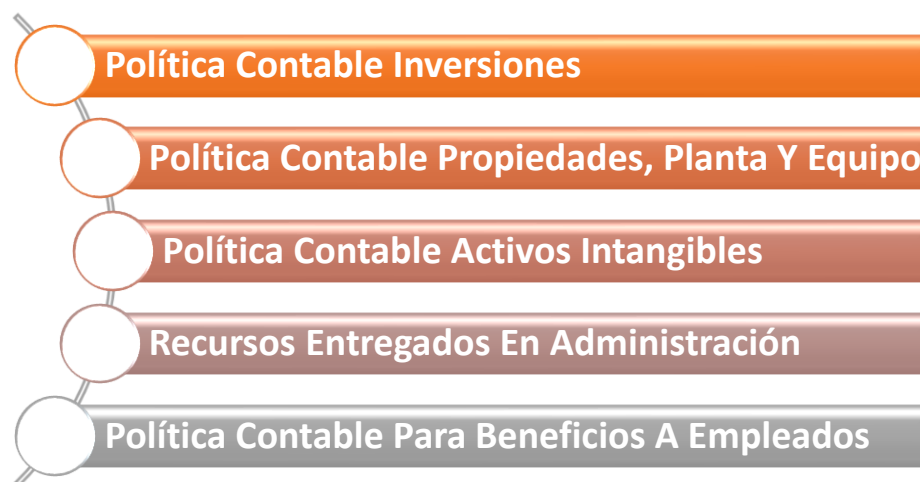 Política Contable Inversiones
Política Contable Propiedades, Planta Y Equipo
Política Contable Activos Intangibles
Recursos Entregados En Administración
Política Contable Para Beneficios A Empleados